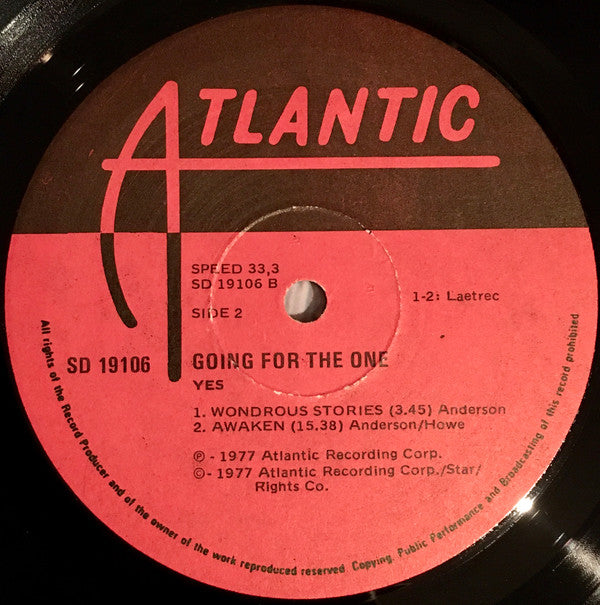 ATLANTIC
SPEED 33,3
SD 19106 B
1-2: Laetrec
SIDE 2
SD 19106
GOING FOR THE ONE
YES
1. WONDROUS STORIES (3.45) Anderson
2. AWAKEN (15.38) Anderson/Howe
℗ - 1977 Atlantic Recording Corp.
©- 1977 Atlantic Recording Corp./Star/
Rights Co.
All rights of the Record Producer and of the owner of the work reproduced reserved. Copying, Public Performance and Broadcasting of this record prohibited